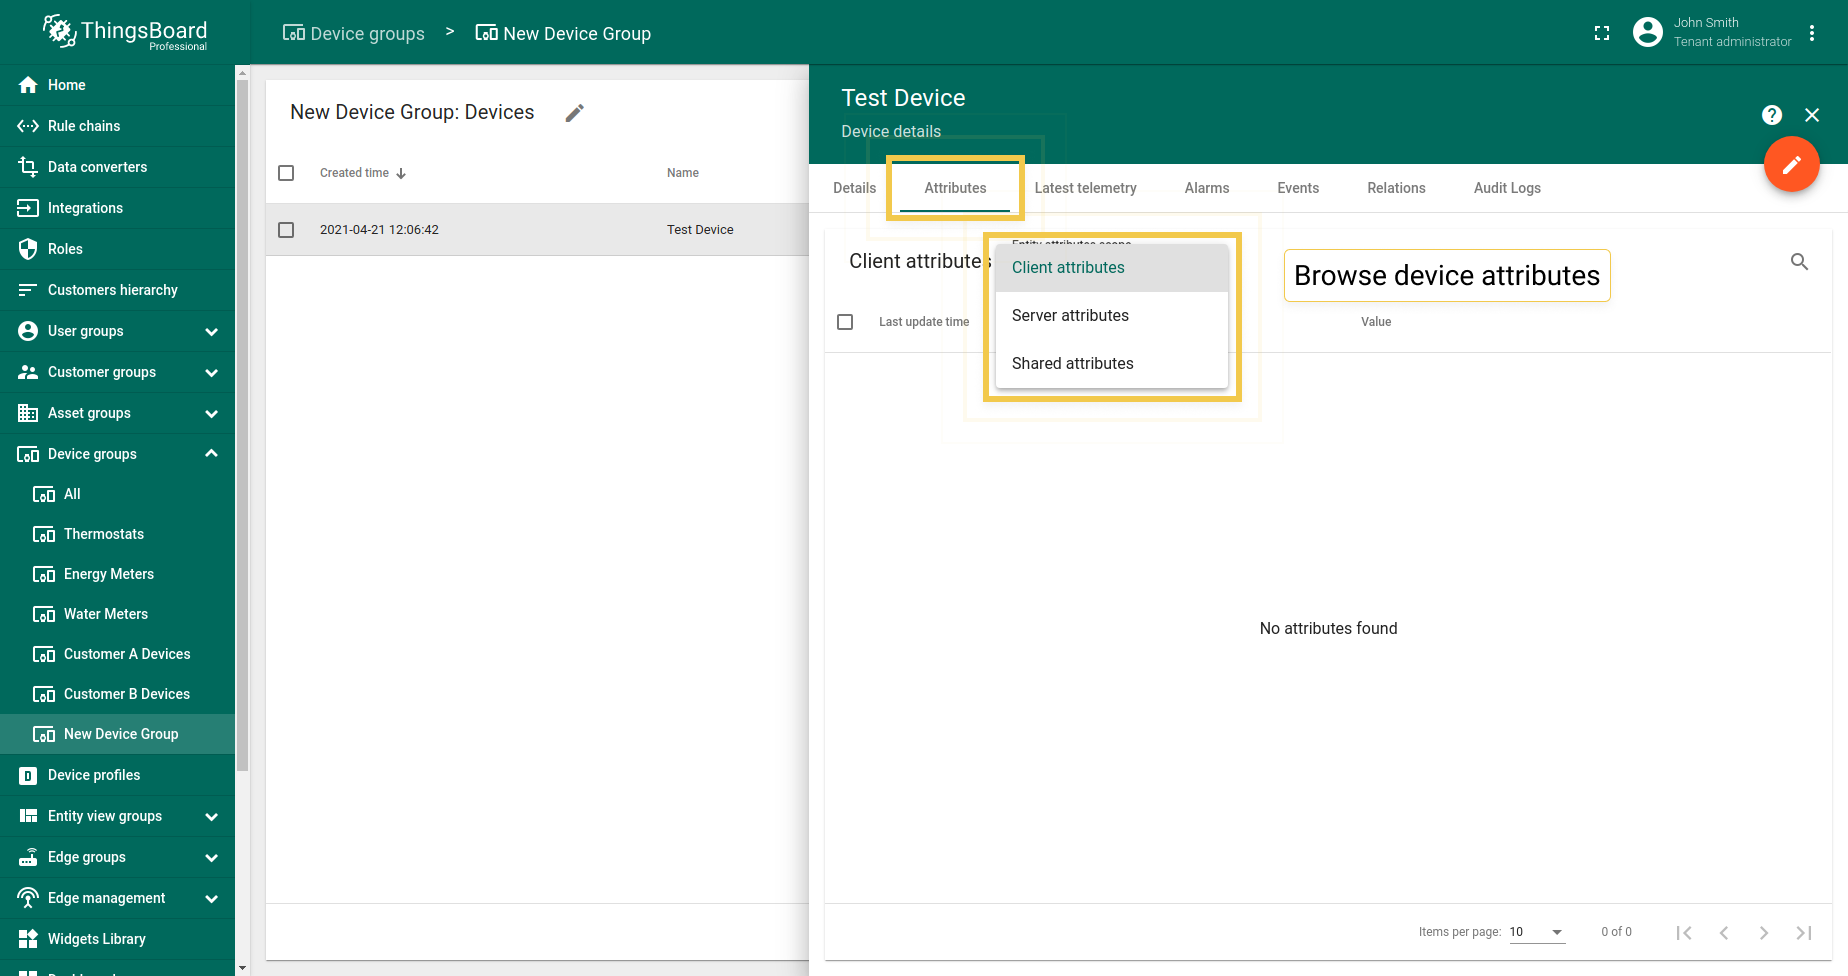 ThingsBoard
Professional
Device groups > New Device Group
John Smith
Tenant administrator
Home
Rule chains
Data converters
Integrations
Roles
Customers hierarchy
User groups
Customer groups
Asset groups
Device groups
All
Thermostats
Energy Meters
Water Meters
Customer A Devices
Customer B Devices
New Device Group
Device profiles
Entity view groups
Edge groups
Edge management
Widgets Library
New Device Group: Devices
Created time
Name
2021-04-21 12:06:42
Test Device
Test Device
Device details
Details
Attributes
Latest telemetry
Alarms
Events
Relations
Audit Logs
Client attributes
Entity attributes scope
Client attributes
Server attributes
Shared attributes
Browse device attributes
Last update time
Value
No attributes found
Items per page: 10
0 of 0